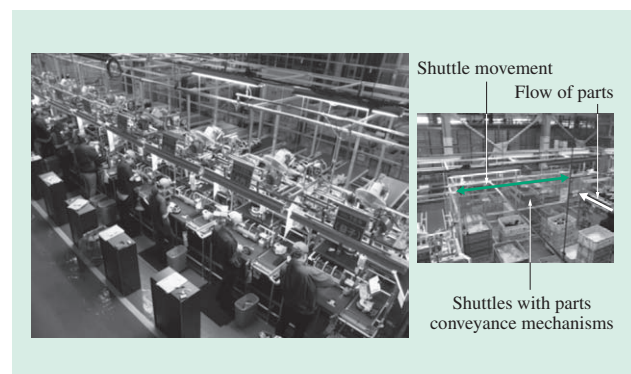 Shuttle movement
Flow of parts
Shuttles with parts
conveyance mechanisms